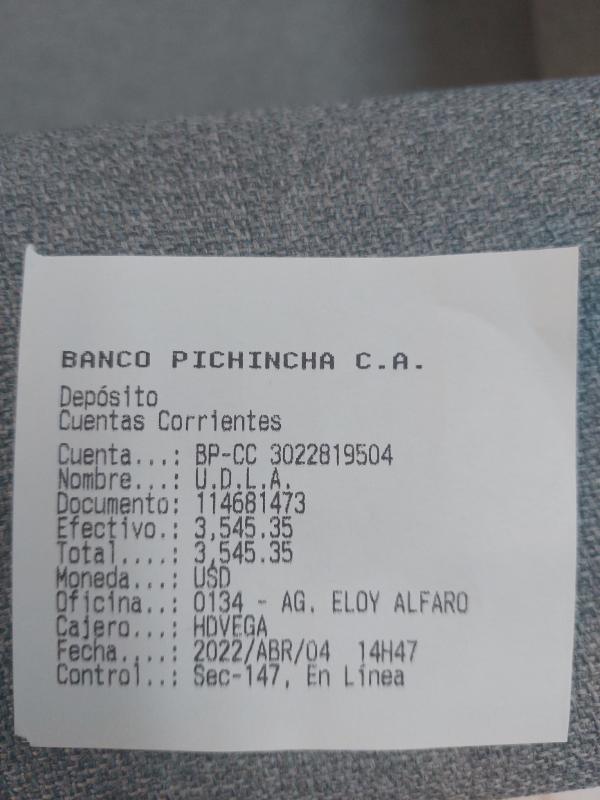 BANCO PICHINCHA C.A.
Depósito
Cuentas Corrientes
Cuenta...: BP-CC 3022819504
Nombre...: U.D.L.A.
Documento: 114681473
Efectivo.: 3,545.35
Total....: 3,545.35
Moneda...: USD
Oficina..: 0134 - AG. ELOY ALFARO
Cajero...: HDVEGA
Fecha....: 2022/ABR/04 14H47
Control..: Sec-147, En Línea